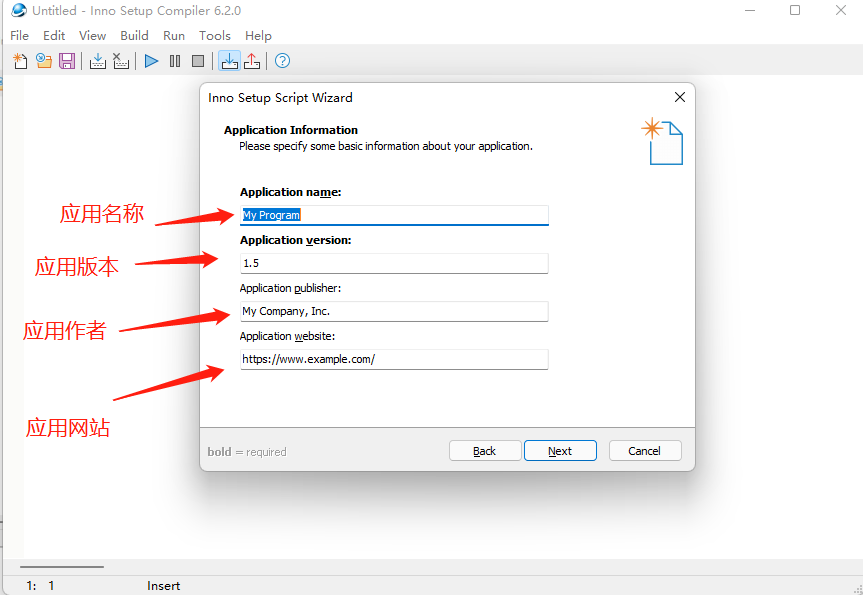 Untitled - Inno Setup Compiler 6.2.0
File Edit View Build Run Tools Help
Inno Setup Script Wizard
Application Information
Please specify some basic information about your application.
Application name:
应用名称
My Program
Application version:
应用版本
1.5
Application publisher:
应用作者
My Company, Inc.
Application website:
https://www.example.com/
应用网站
bold = required
Back
Next
Cancel
1: 1
Insert